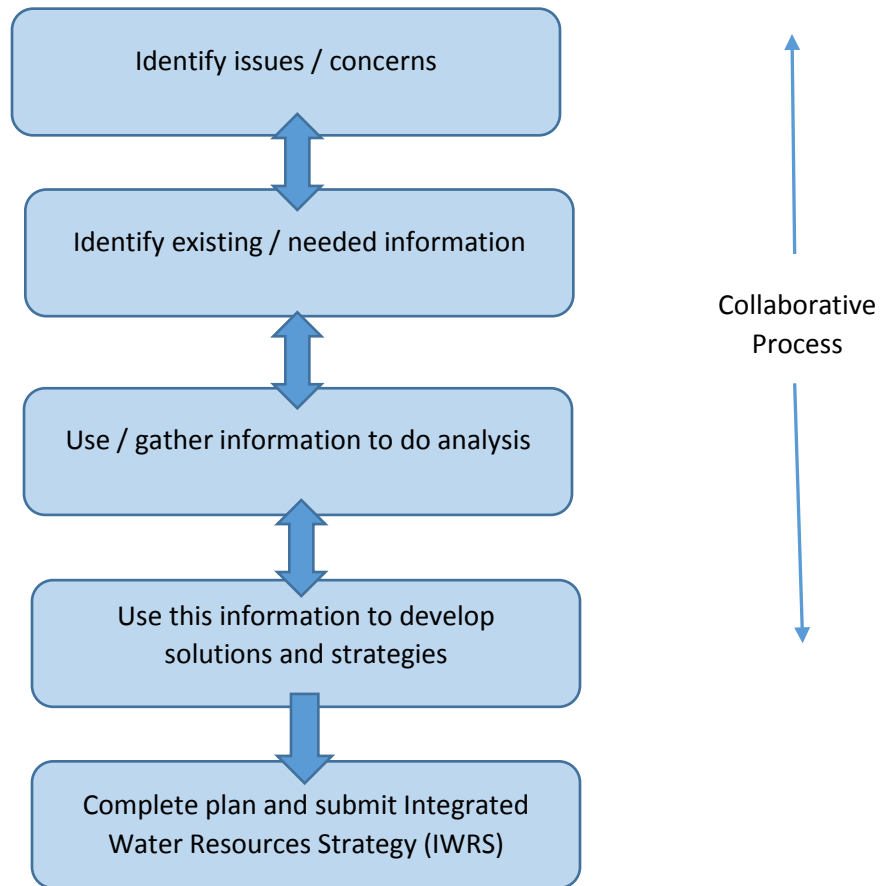 Identify issues / concerns
Identify existing / needed information
Collaborative
Process
Use / gather information to do analysis
Use this information to develop
solutions and strategies
Complete plan and submit Integrated
Water Resources Strategy (IWRS)